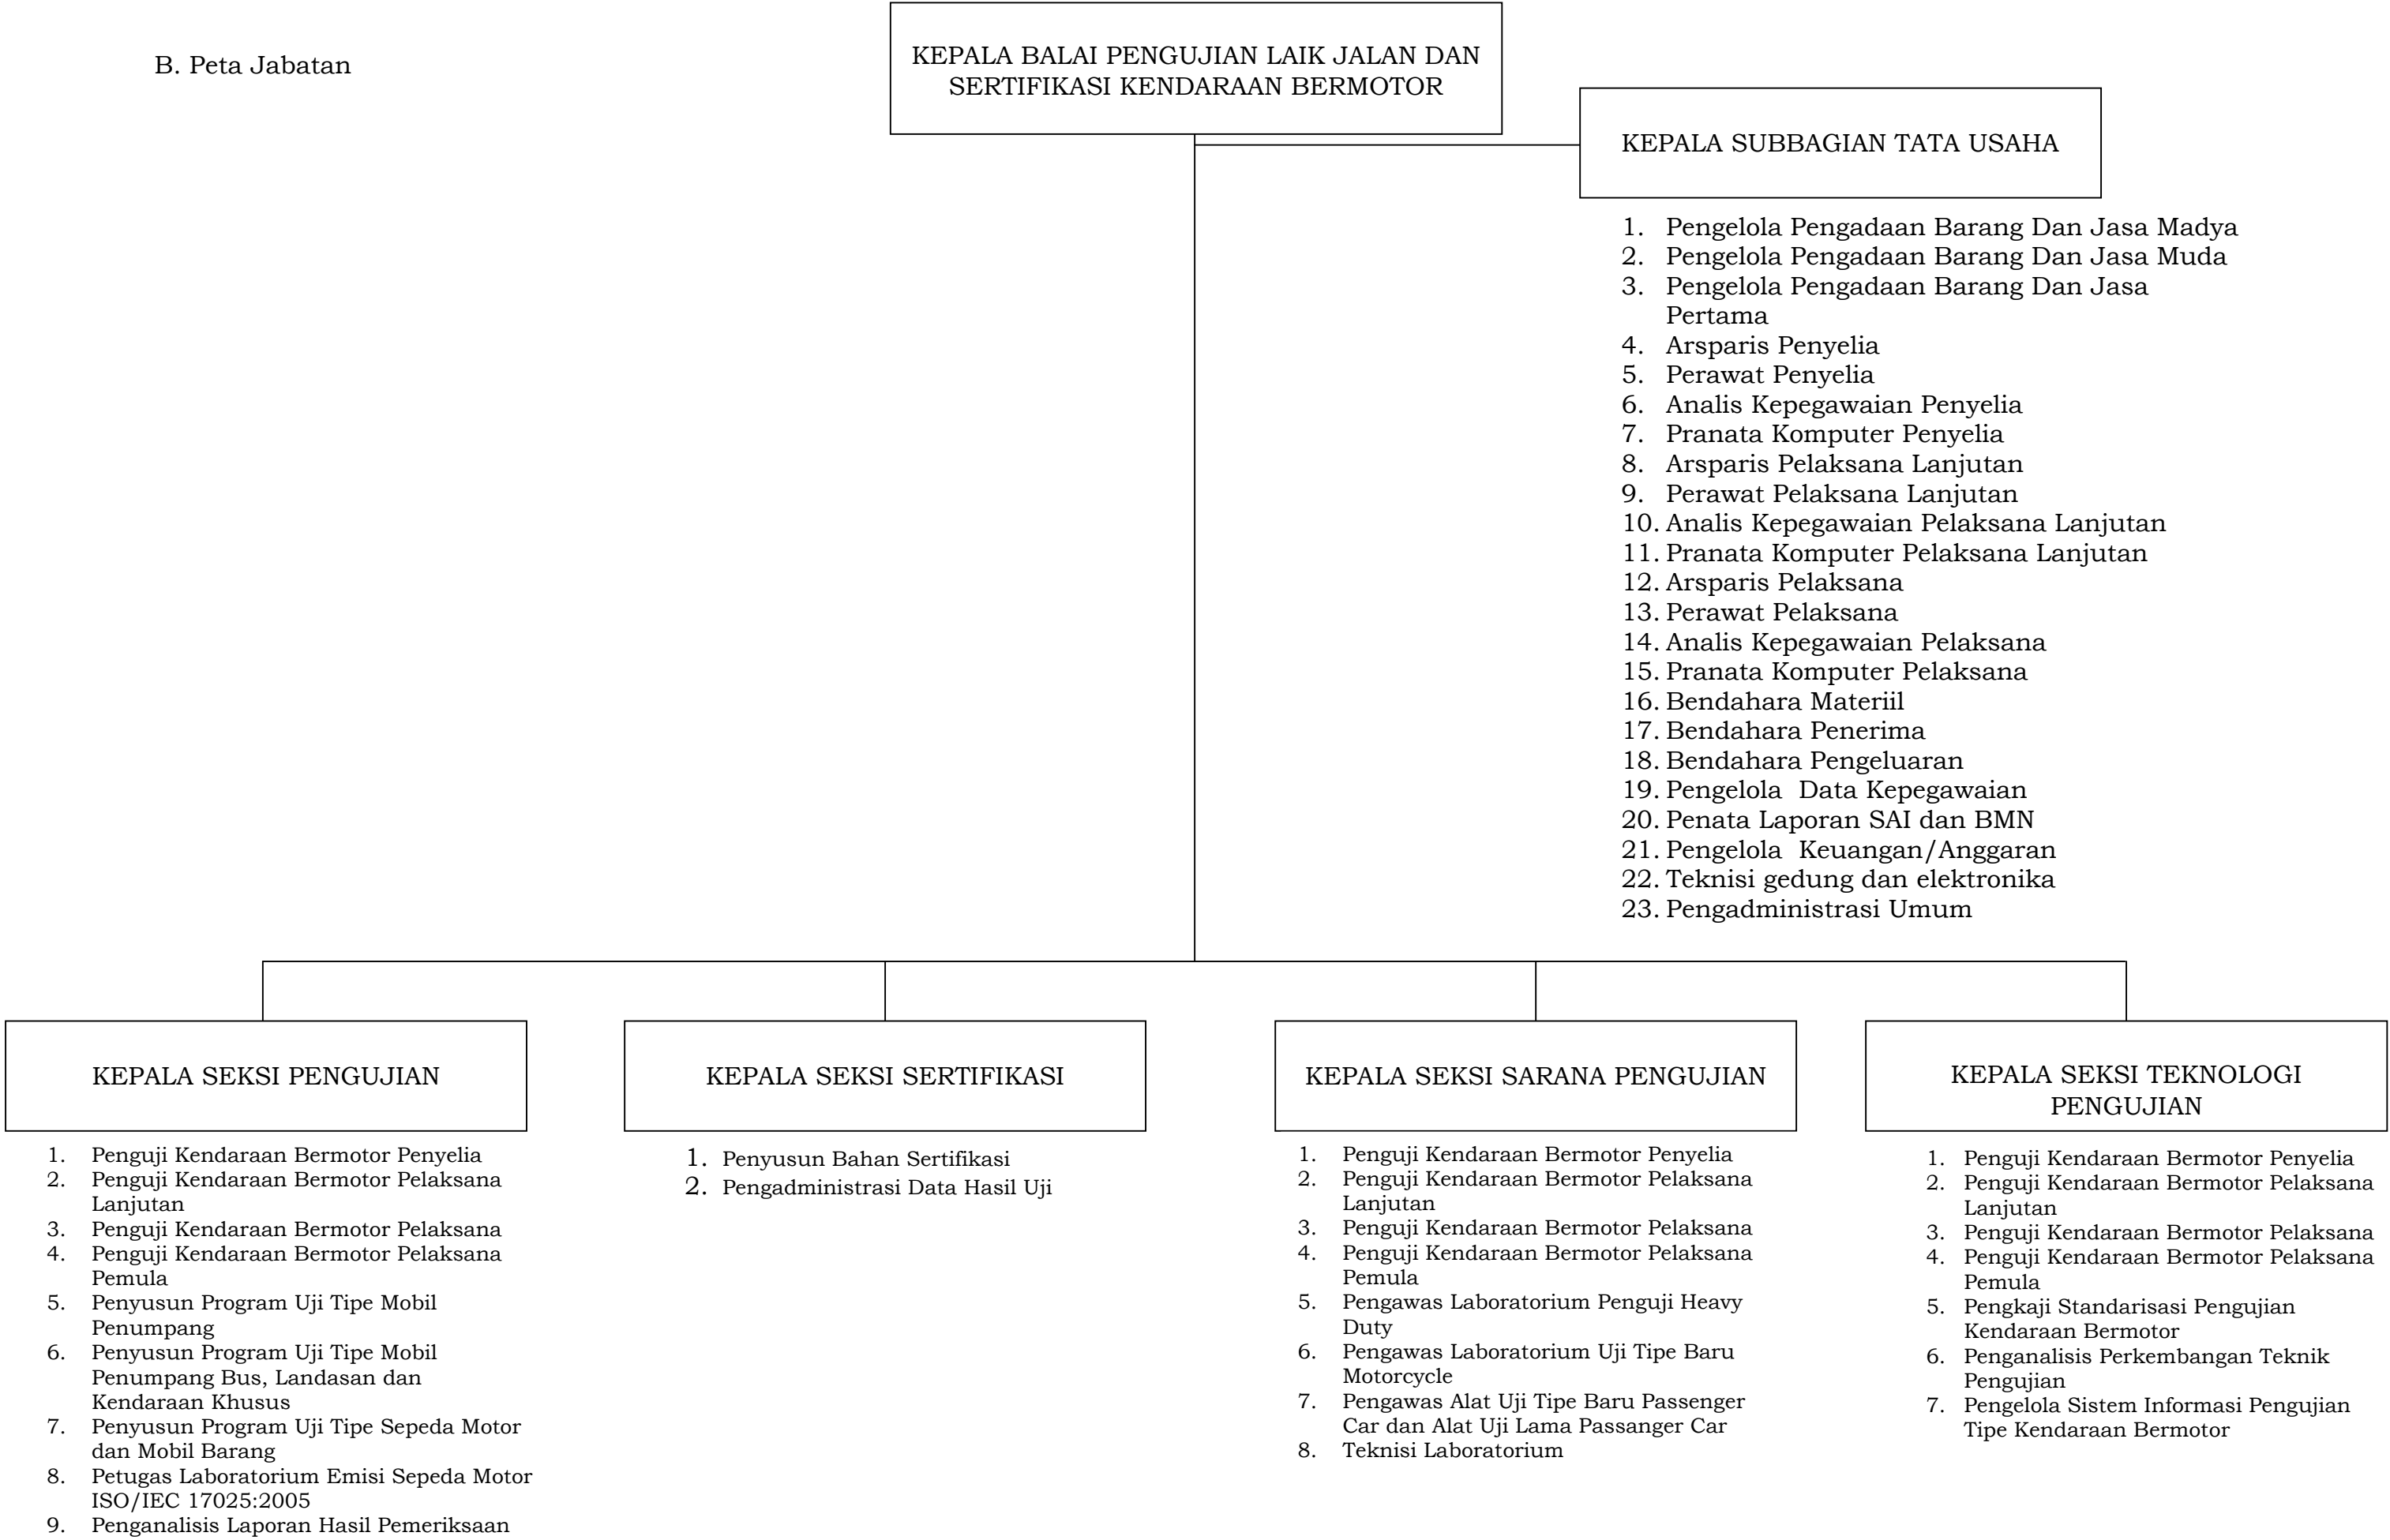 B. Peta Jabatan
KEPALA BALAI PENGUJIAN LAIK JALAN DAN
SERTIFIKASI KENDARAAN BERMOTOR
KEPALA SUBBAGIAN TATA USAHA
1. Pengelola Pengadaan Barang Dan Jasa Madya
2. Pengelola Pengadaan Barang Dan Jasa Muda
3. Pengelola Pengadaan Barang Dan Jasa
Pertama
4. Arsparis Penyelia
5. Perawat Penyelia
6. Analis Kepegawaian Penyelia
7. Pranata Komputer Penyelia
8. Arsparis Pelaksana Lanjutan
9. Perawat Pelaksana Lanjutan
10. Analis Kepegawaian Pelaksana Lanjutan
11. Pranata Komputer Pelaksana Lanjutan
12. Arsparis Pelaksana
13. Perawat Pelaksana
14. Analis Kepegawaian Pelaksana
15. Pranata Komputer Pelaksana
16. Bendahara Materiil
17. Bendahara Penerima
18. Bendahara Pengeluaran
19. Pengelola  Data Kepegawaian
20. Penata Laporan SAI dan BMN
21. Pengelola  Keuangan/Anggaran
22. Teknisi gedung dan elektronika
23. Pengadministrasi Umum
KEPALA SEKSI PENGUJIAN
1. Penguji Kendaraan Bermotor Penyelia
2. Penguji Kendaraan Bermotor Pelaksana
Lanjutan
3. Penguji Kendaraan Bermotor Pelaksana
4. Penguji Kendaraan Bermotor Pelaksana
Pemula
5. Penyusun Program Uji Tipe Mobil
Penumpang
6. Penyusun Program Uji Tipe Mobil
Penumpang Bus, Landasan dan
Kendaraan Khusus
7. Penyusun Program Uji Tipe Sepeda Motor
dan Mobil Barang
8. Petugas Laboratorium Emisi Sepeda Motor
ISO/IEC 17025:2005
9. Penganalisis Laporan Hasil Pemeriksaan
KEPALA SEKSI SERTIFIKASI
1. Penyusun Bahan Sertifikasi
2. Pengadministrasi Data Hasil Uji
KEPALA SEKSI SARANA PENGUJIAN
1. Penguji Kendaraan Bermotor Penyelia
2. Penguji Kendaraan Bermotor Pelaksana
Lanjutan
3. Penguji Kendaraan Bermotor Pelaksana
4. Penguji Kendaraan Bermotor Pelaksana
Pemula
5. Pengawas Laboratorium Penguji Heavy
Duty
6. Pengawas Laboratorium Uji Tipe Baru
Motorcycle
7. Pengawas Alat Uji Tipe Baru Passenger
Car dan Alat Uji Lama Passanger Car
8. Teknisi Laboratorium
KEPALA SEKSI TEKNOLOGI
PENGUJIAN
1. Penguji Kendaraan Bermotor Penyelia
2. Penguji Kendaraan Bermotor Pelaksana
Lanjutan
3. Penguji Kendaraan Bermotor Pelaksana
4. Penguji Kendaraan Bermotor Pelaksana
Pemula
5. Pengkaji Standarisasi Pengujian
Kendaraan Bermotor
6. Penganalisis Perkembangan Teknik
Pengujian
7. Pengelola Sistem Informasi Pengujian
Tipe Kendaraan Bermotor